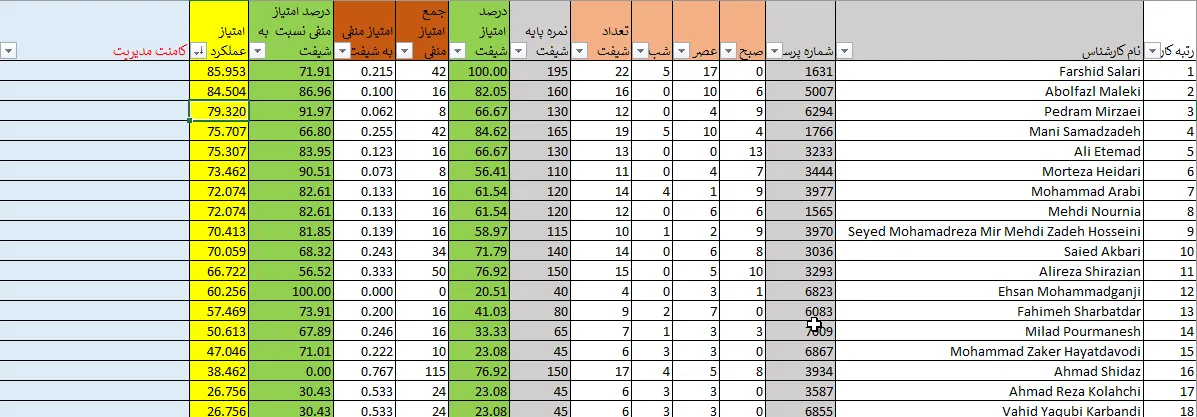 رتبه کار	نام کارشناس	شماره پرس	صبح	عصر	شب	تعداد شیفت	نمره پایه شیفت	درصد امتیاز شیفت	جمع امتیاز منفی	امتیاز منفی به شیفت	درصد امتیاز منفی نسبت به شیفت	امتیاز عملکرد	کامنت مدیریت
1	Farshid Salari	1631	0	17	5	22	195	100.00	42	0.215	71.91	85.953
2	Abolfazl Maleki	5007	6	10	0	16	160	82.05	16	0.100	86.96	84.504
3	Pedram Mirzaei	6294	9	4	0	12	130	66.67	8	0.062	91.97	79.320
4	Mani Samadzadeh	1766	4	10	5	19	165	84.62	42	0.255	66.80	75.707
5	Ali Etemad	3233	13	0	0	13	130	66.67	16	0.123	83.95	75.307
6	Morteza Heidari	3444	7	4	0	11	110	56.41	8	0.073	90.51	73.462
7	Mohammad Arabi	3977	9	1	4	14	120	61.54	16	0.133	82.61	72.074
8	Mehdi Nournia	1565	6	6	0	12	120	61.54	16	0.133	82.61	72.074
9	Seyed Mohamadreza Mir Mehdi Zadeh Hosseini	3970	9	2	1	10	115	58.97	16	0.139	81.85	70.413
10	Saied Akbari	3036	8	6	0	14	140	71.79	34	0.243	68.32	70.059
11	Alireza Shirazian	3293	10	5	0	15	150	76.92	50	0.333	56.52	66.722
12	Ehsan Mohammadganji	6823	1	3	0	4	40	20.51	0	0.000	100.00	60.256
13	Fahimeh Sharbatdar	6083	0	7	2	9	80	41.03	16	0.200	73.91	57.469
14	Milad Pourmanesh	3	3	1	7	65	33.33	16	0.246	67.89	50.613
15	Mohammad Zaker Hayatdavodi	6867	0	3	3	6	45	23.08	10	0.222	71.01	47.046
16	Ahmad Shidaz	3934	8	5	4	17	150	76.92	115	0.767	0.00	38.462
17	Ahmad Reza Kolahchi	3587	0	3	3	6	45	23.08	24	0.533	30.43	26.756
18	Vahid Yaqubi Karbandi	6855	0	3	3	6	45	23.08	24	0.533	30.43	26.756